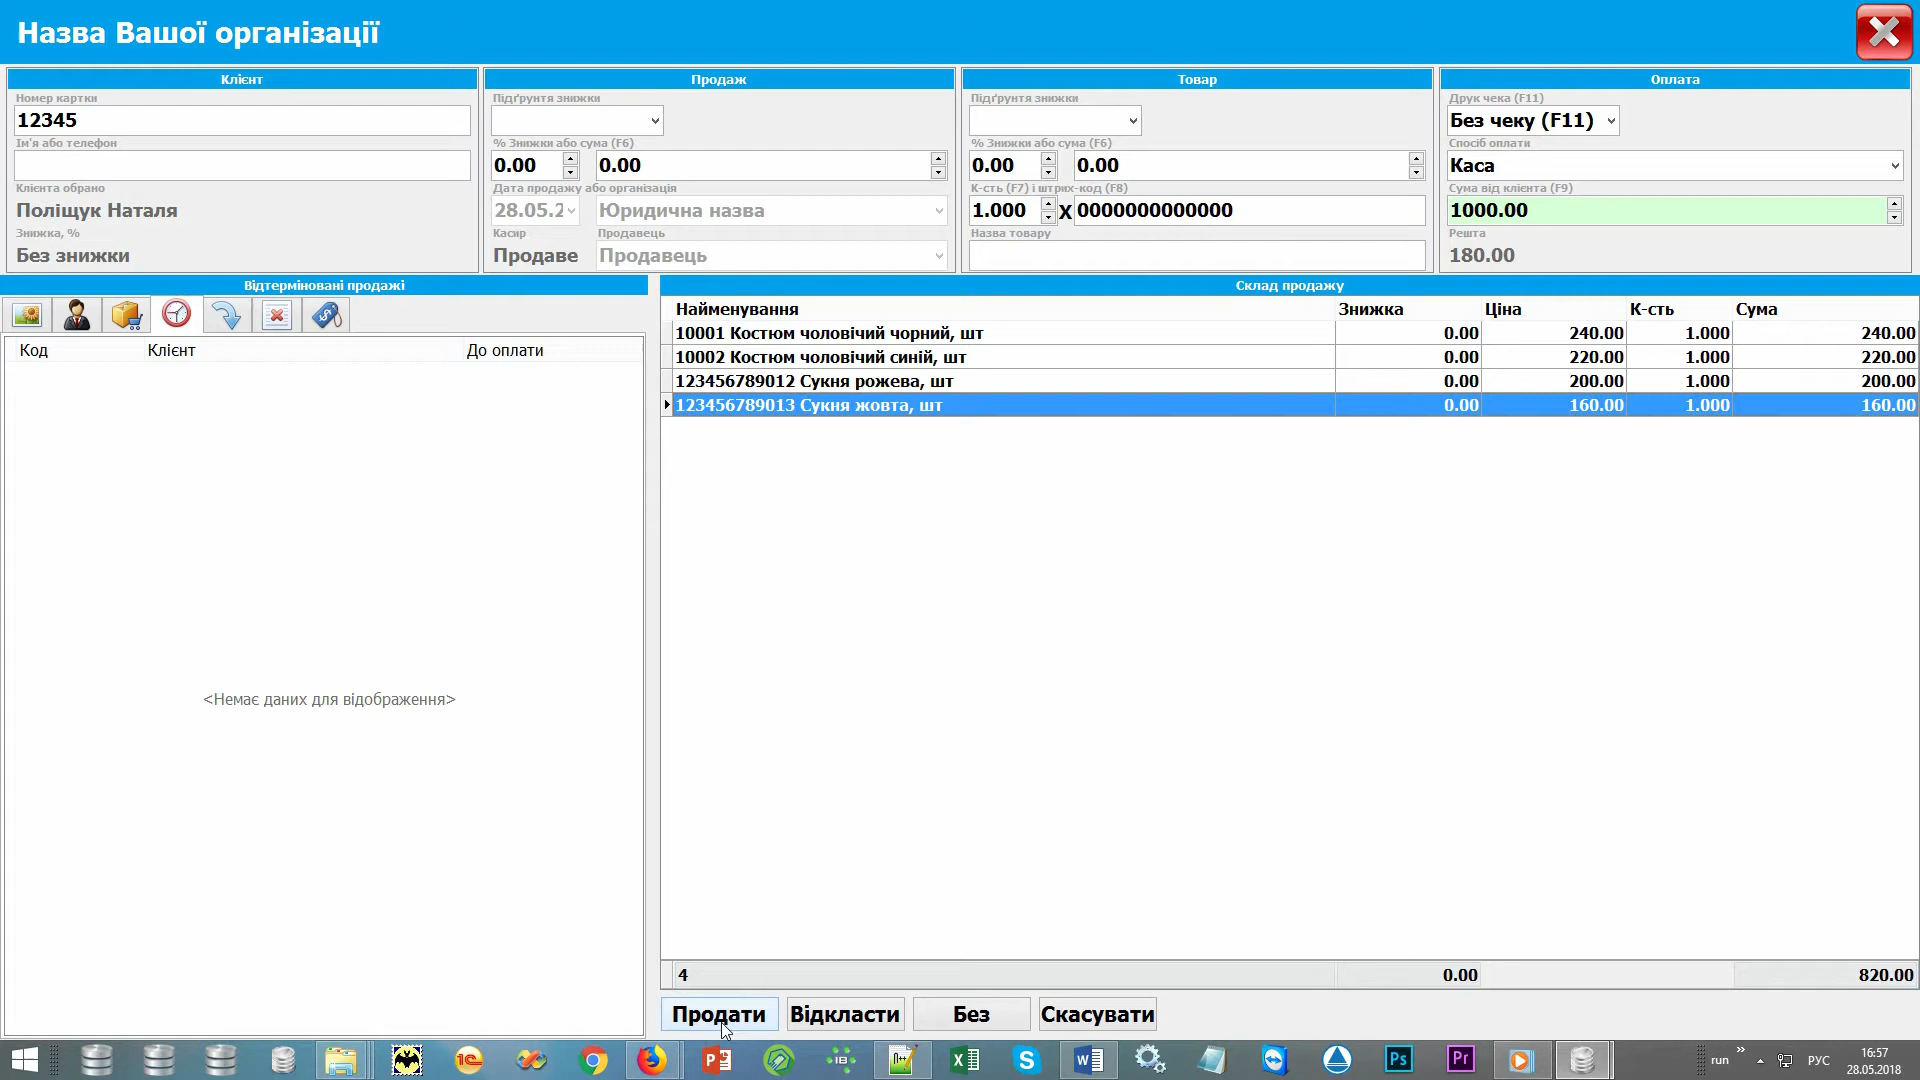 Назва Вашої організації
Клієнт
Номер картки
12345
Ім'я або телефон
Клієнта обрано
Поліщук Наталя
Знижка, %
Без знижки
Продаж
Підґрунтя знижки
% Знижки або сума (F6)
0.00 0.00
Дата продажу або організація
28.05.2 Юридична назва
Касир Продавець
Продаве Продавець
Товар
Підґрунтя знижки
% Знижки або сума (F6)
0.00 0.00
К-сть (F7) і штрих-код (F8)
1.000 X 0000000000000
Назва товару
Оплата
Друк чека (F11)
Без чеку (F11)
Спосіб оплати
Каса
Сума від клієнта (F9)
1000.00
Решта
180.00
Відтерміновані продажі
Код Клієнт До оплати
<Немає даних для відображення>
Склад продажу
Найменування Знижка Ціна К-сть Сума
10001 Костюм чоловічий чорний, шт 0.00 240.00 1.000 240.00
10002 Костюм чоловічий синій, шт 0.00 220.00 1.000 220.00
123456789012 Сукня рожева, шт 0.00 200.00 1.000 200.00
123456789013 Сукня жовта, шт 0.00 160.00 1.000 160.00
4 0.00 820.00
Продати Відкласти Без Скасувати
run РУС 16:57
28.05.2018